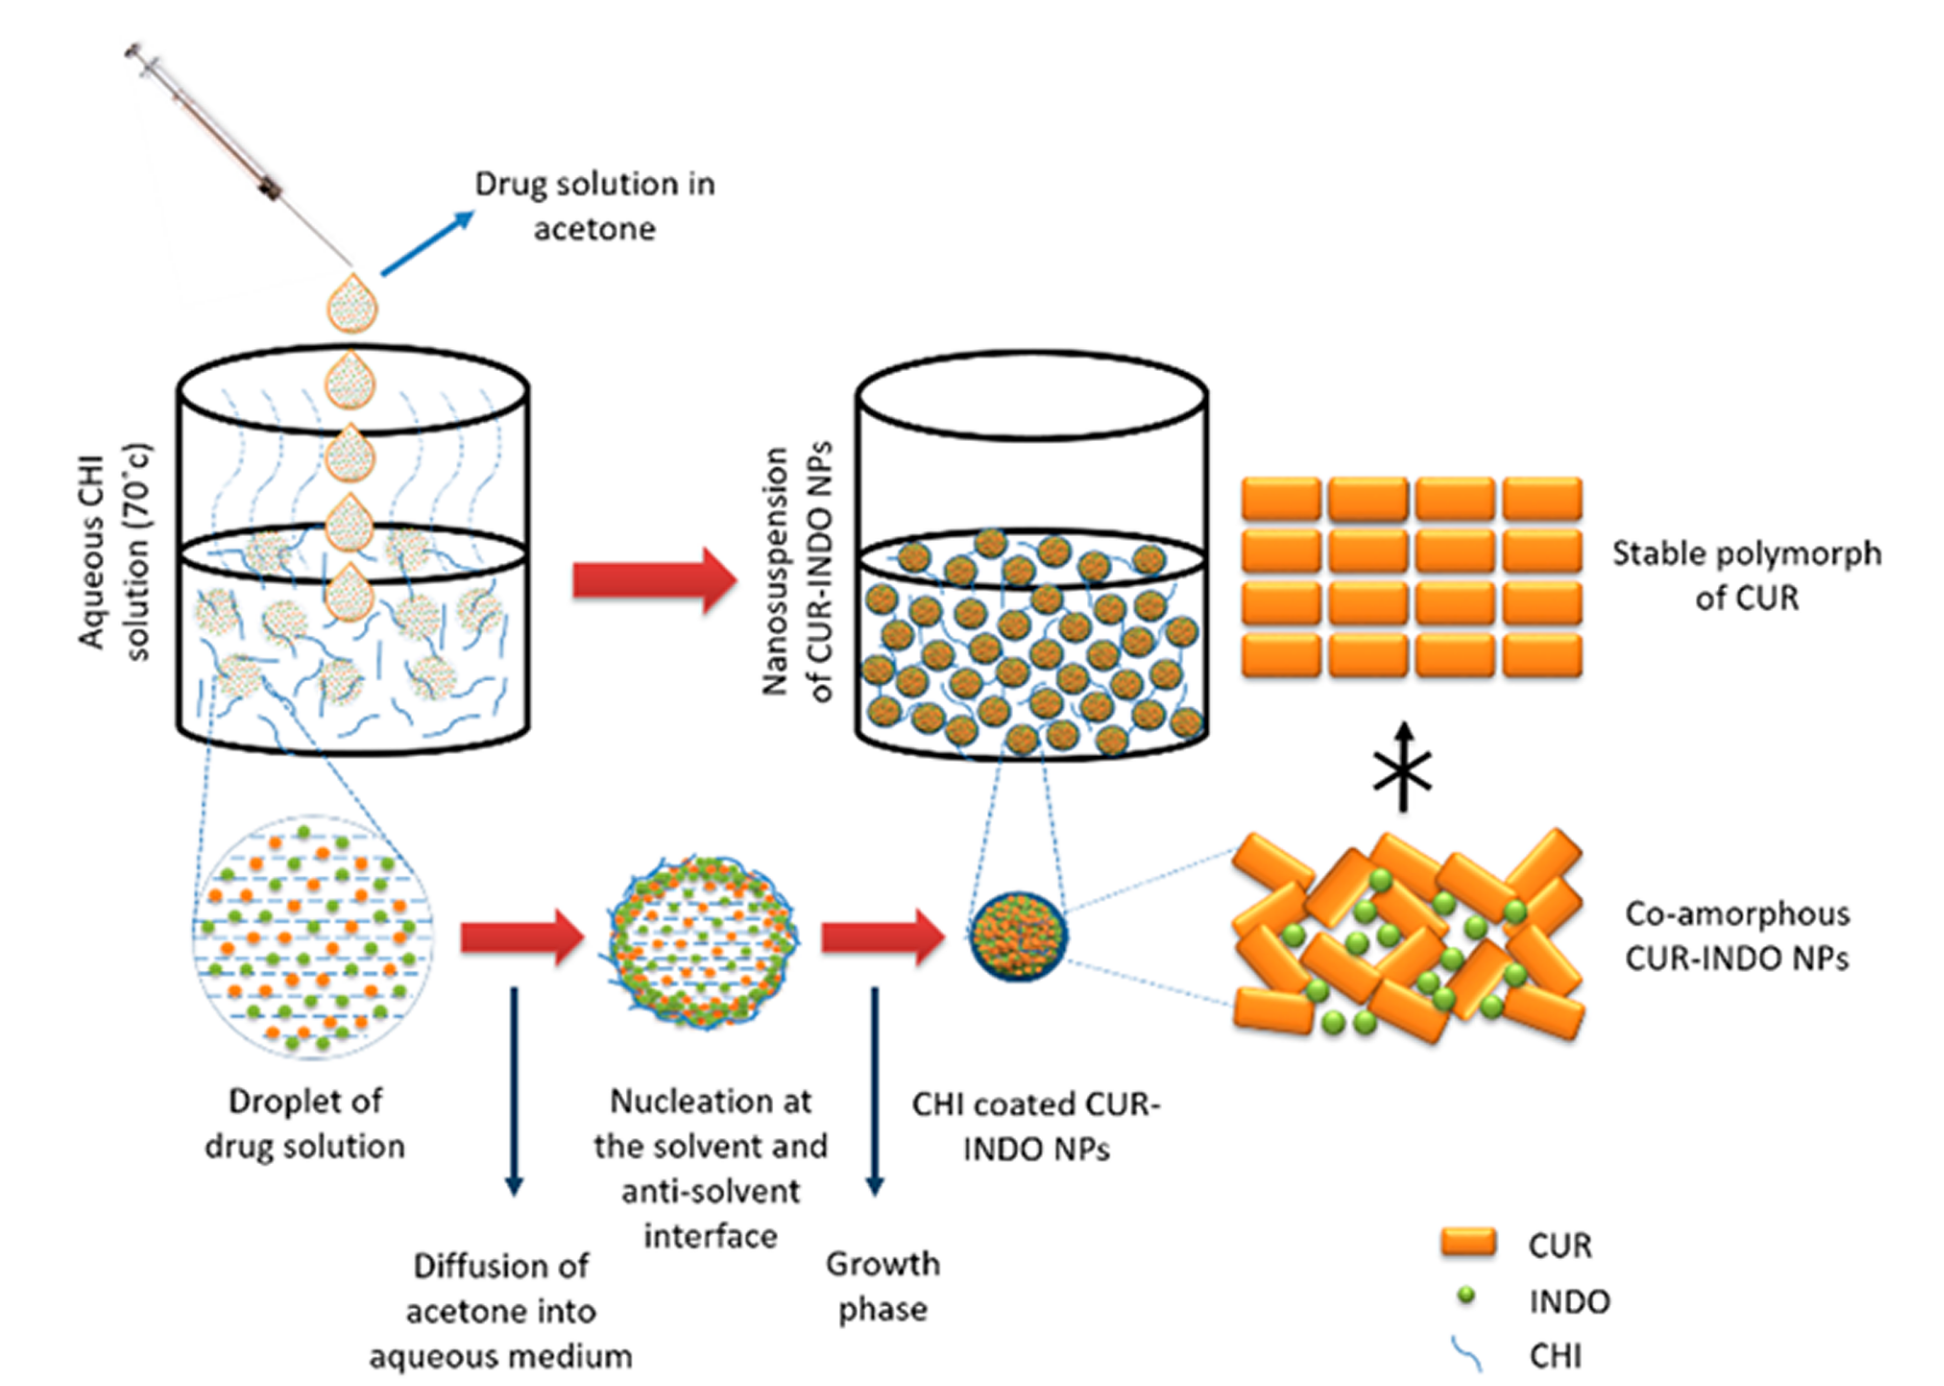 Drug solution in
acetone
Aqueous CHI
solution (70˚c)
Nanosuspension
of CUR-INDO NPs
Stable polymorph
of CUR
Co-amorphous
CUR-INDO NPs
Droplet of
drug solution
Nucleation at
the solvent and
anti-solvent
interface
CHI coated CUR-
INDO NPs
Diffusion of
acetone into
aqueous medium
Growth
phase
CUR
INDO
CHI